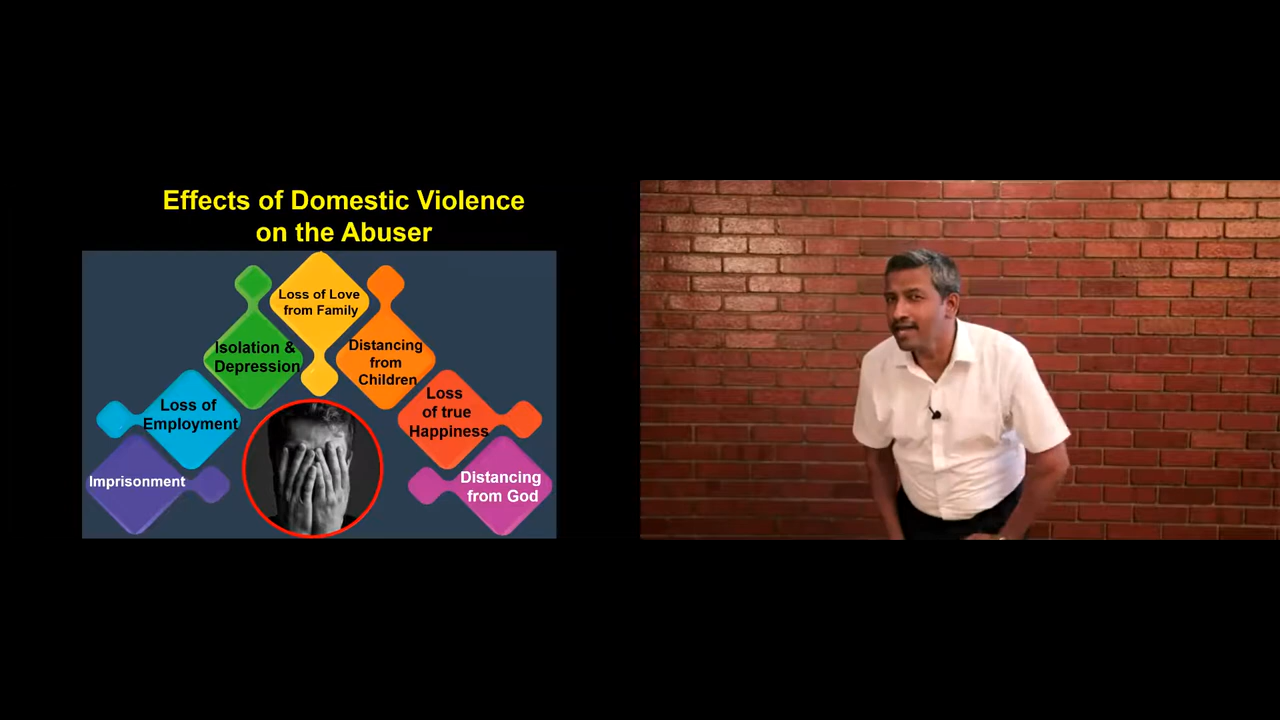 Effects of Domestic Violence
on the Abuser
Imprisonment
Loss of
Employment
Isolation &
Depression
Loss of Love
from Family
Distancing
from
Children
Loss
of true
Happiness
Distancing
from God